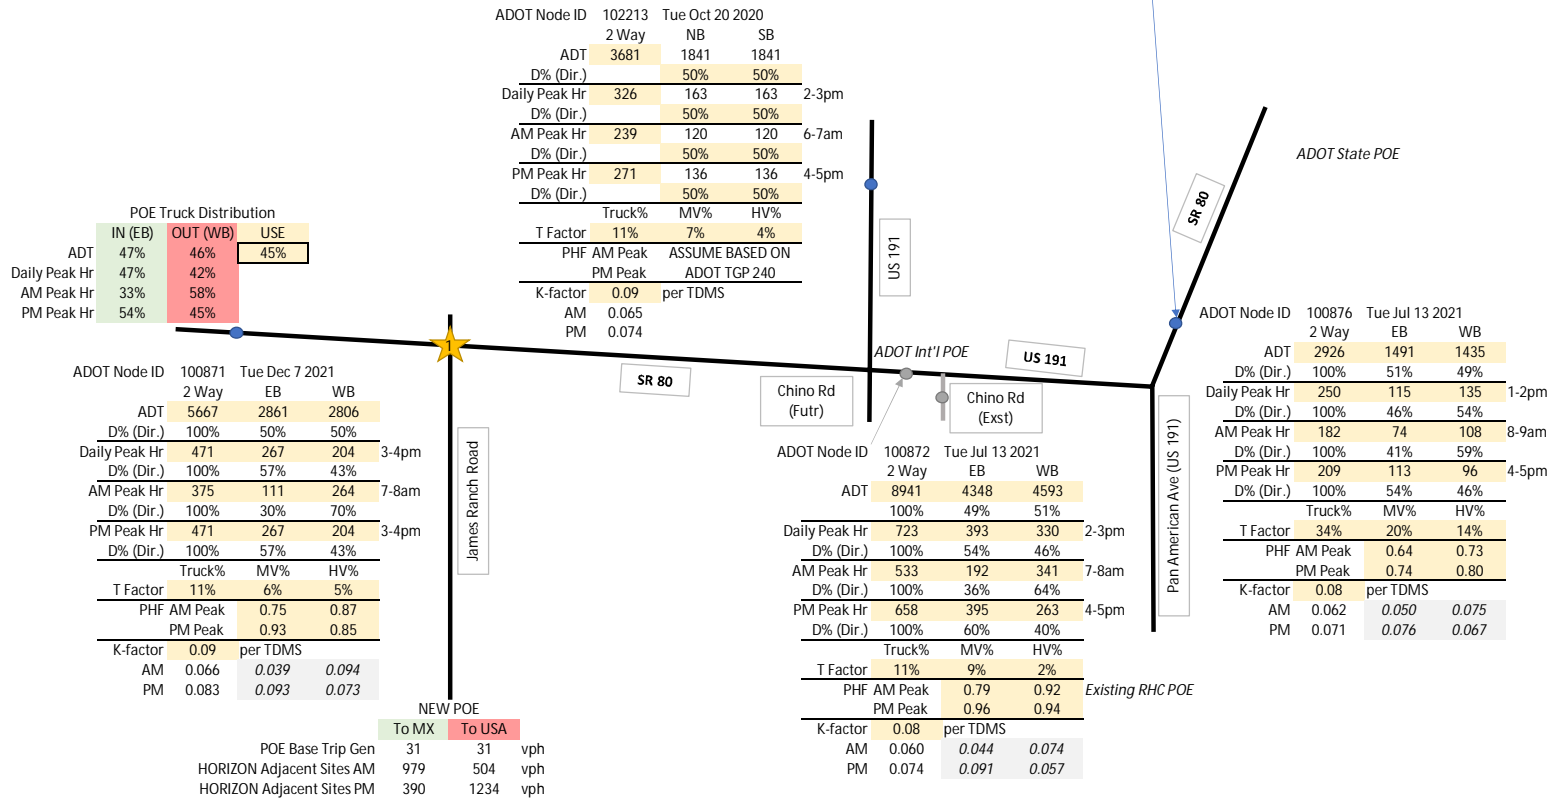 ADOT Node ID 102213 Tue Oct 20 2020
2 Way NB SB
ADT 3681 1841 1841
D% (Dir.) 50% 50%
Daily Peak Hr 326 163 163 2-3pm
D% (Dir.) 50% 50%
AM Peak Hr 239 120 120 6-7am
D% (Dir.) 50% 50%
PM Peak Hr 271 136 136 4-5pm
D% (Dir.) 50% 50%
Truck% MV% HV%
T Factor 11% 7% 4%
PHF AM Peak ASSUME BASED ON
PM Peak ADOT TGP 240
K-factor 0.09 per TDMS
AM 0.065
PM 0.074
POE Truck Distribution
IN (EB) OUT (WB) USE
ADT 47% 46% 45%
Daily Peak Hr 47% 42%
AM Peak Hr 33% 58%
PM Peak Hr 54% 45%
1
SR 80
US 191
ADOT Int'l POE
US 191
Chino Rd
(Futr)
Chino Rd
(Exst)
SR 80
ADOT State POE
James Ranch Road
Pan American Ave (US 191)
ADOT Node ID 100871 Tue Dec 7 2021
2 Way EB WB
ADT 5667 2861 2806
D% (Dir.) 100% 50% 50%
Daily Peak Hr 471 267 204 3-4pm
D% (Dir.) 100% 57% 43%
AM Peak Hr 375 111 264 7-8am
D% (Dir.) 100% 30% 70%
PM Peak Hr 471 267 204 3-4pm
D% (Dir.) 100% 57% 43%
Truck% MV% HV%
T Factor 11% 6% 5%
PHF AM Peak 0.75 0.87
PM Peak 0.93 0.85
K-factor 0.09 per TDMS
AM 0.066 0.039 0.094
PM 0.083 0.093 0.073
NEW POE
To MX To USA
POE Base Trip Gen 31 31 vph
HORIZON Adjacent Sites AM 979 504 vph
HORIZON Adjacent Sites PM 390 1234 vph
ADOT Node ID 100872 Tue Jul 13 2021
2 Way EB WB
ADT 8941 4348 4593
100% 49% 51%
Daily Peak Hr 723 393 330 2-3pm
D% (Dir.) 100% 54% 46%
AM Peak Hr 533 192 341 7-8am
D% (Dir.) 100% 36% 64%
PM Peak Hr 658 395 263 4-5pm
D% (Dir.) 100% 60% 40%
Truck% MV% HV%
T Factor 11% 9% 2%
PHF AM Peak 0.79 0.92 Existing RHC POE
PM Peak 0.96 0.94
K-factor 0.08 per TDMS
AM 0.060 0.044 0.074
PM 0.074 0.091 0.057
ADOT Node ID 100876 Tue Jul 13 2021
2 Way EB WB
ADT 2926 1491 1435
D% (Dir.) 100% 51% 49%
Daily Peak Hr 250 115 135 1-2pm
D% (Dir.) 100% 46% 54%
AM Peak Hr 182 74 108 8-9am
D% (Dir.) 100% 41% 59%
PM Peak Hr 209 113 96 4-5pm
D% (Dir.) 100% 54% 46%
Truck% MV% HV%
T Factor 34% 20% 14%
PHF AM Peak 0.64 0.73
PM Peak 0.74 0.80
K-factor 0.08 per TDMS
AM 0.062 0.050 0.075
PM 0.071 0.076 0.067